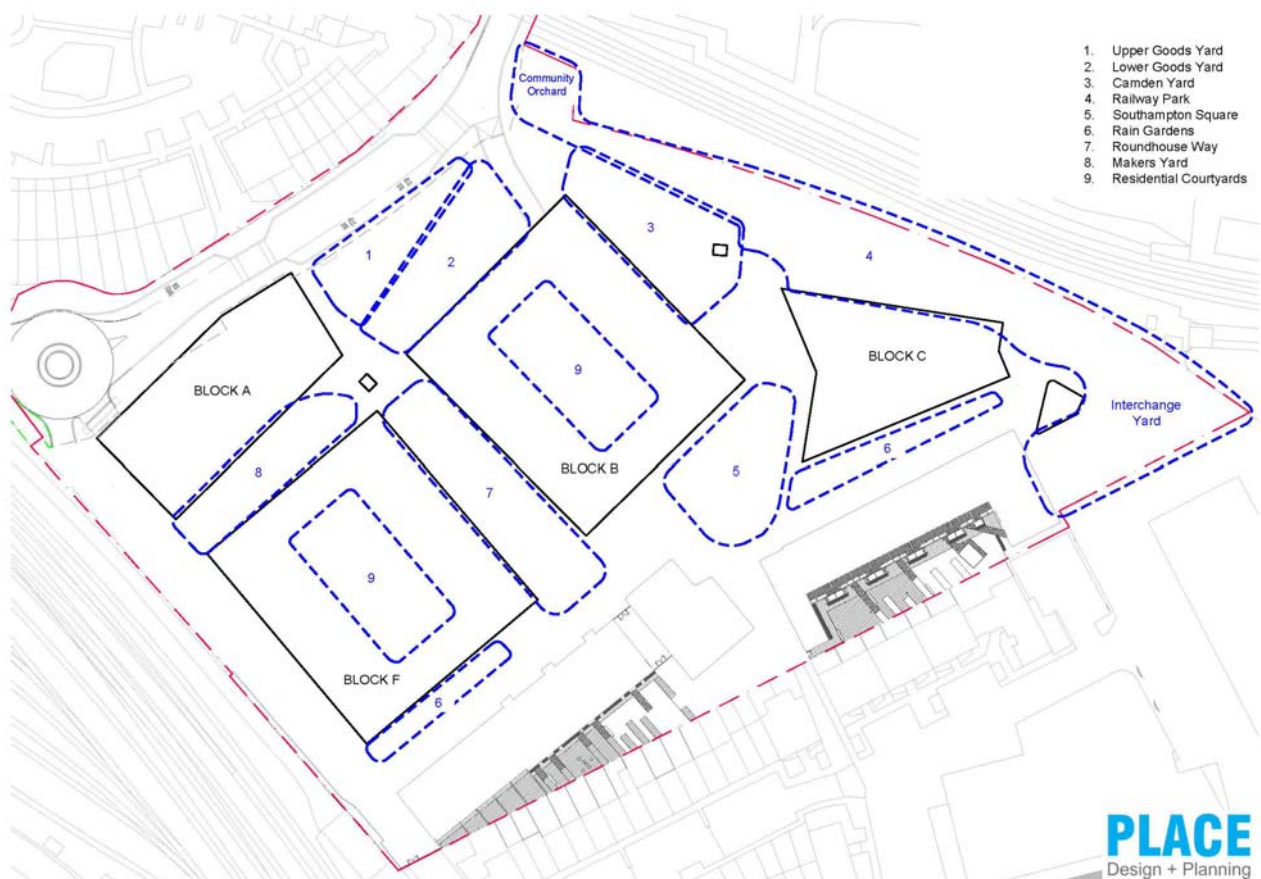 1. Upper Goods Yard
2. Lower Goods Yard
3. Camden Yard
4. Railway Park
5. Southampton Square
6. Rain Gardens
7. Roundhouse Way
8. Makers Yard
9. Residential Courtyards
Community
Orchard
1
2
3
4
BLOCK A
9
BLOCK C
Interchange
Yard
8
7
BLOCK B
5
6
9
BLOCK F
6
PLACE
Design + Planning